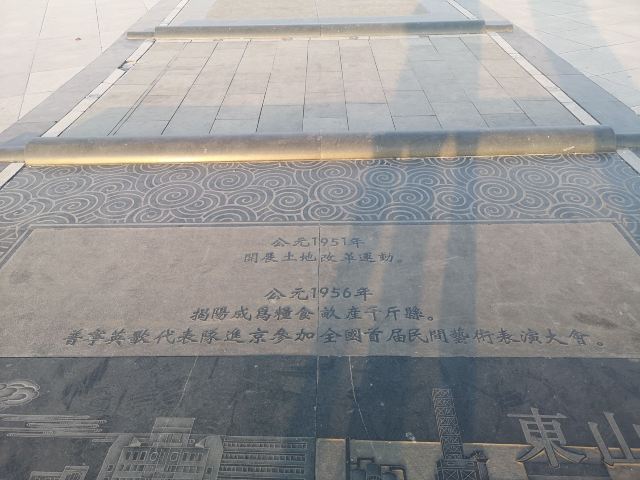 公元1951年
開展土地改革運動。
公元1956年
揭陽成爲糧食畝產千斤縣。
普寧英歌代表隊進京參加全國首届民間藝術表演大會。
東山